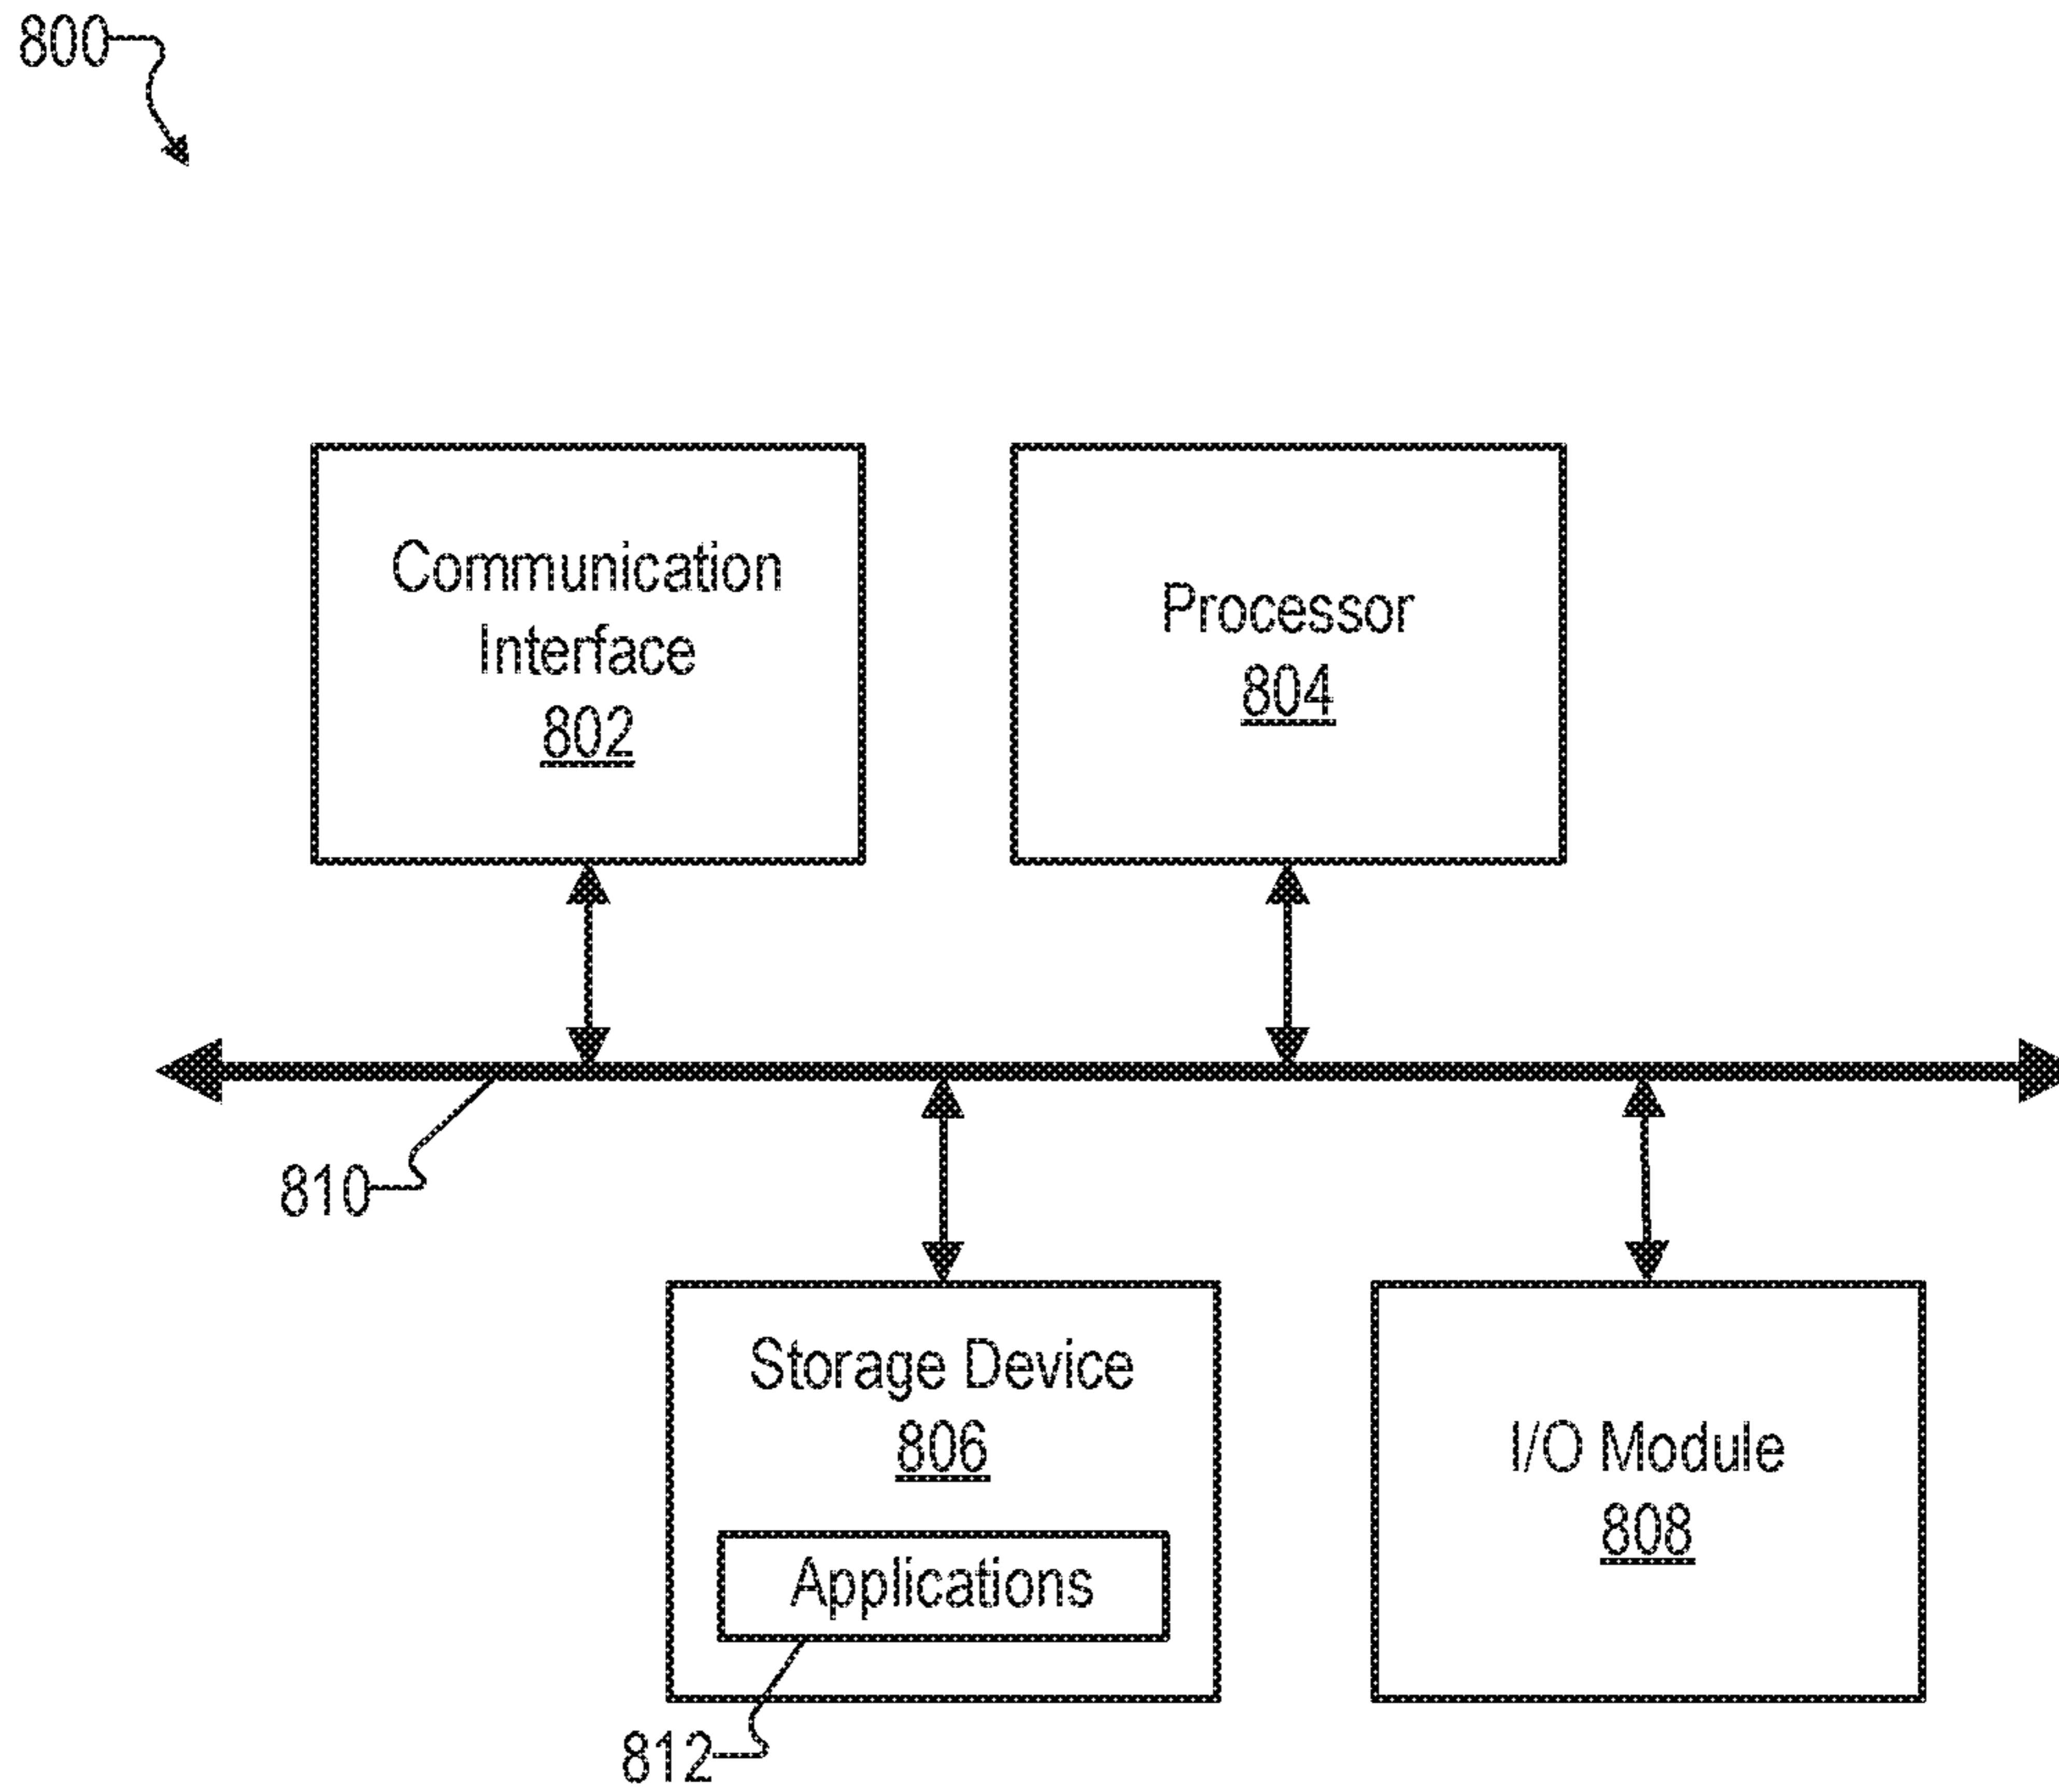 800
Communication
Interface
802
Processor
804
810
Storage Device
806
Applications
812
I/O Module
808